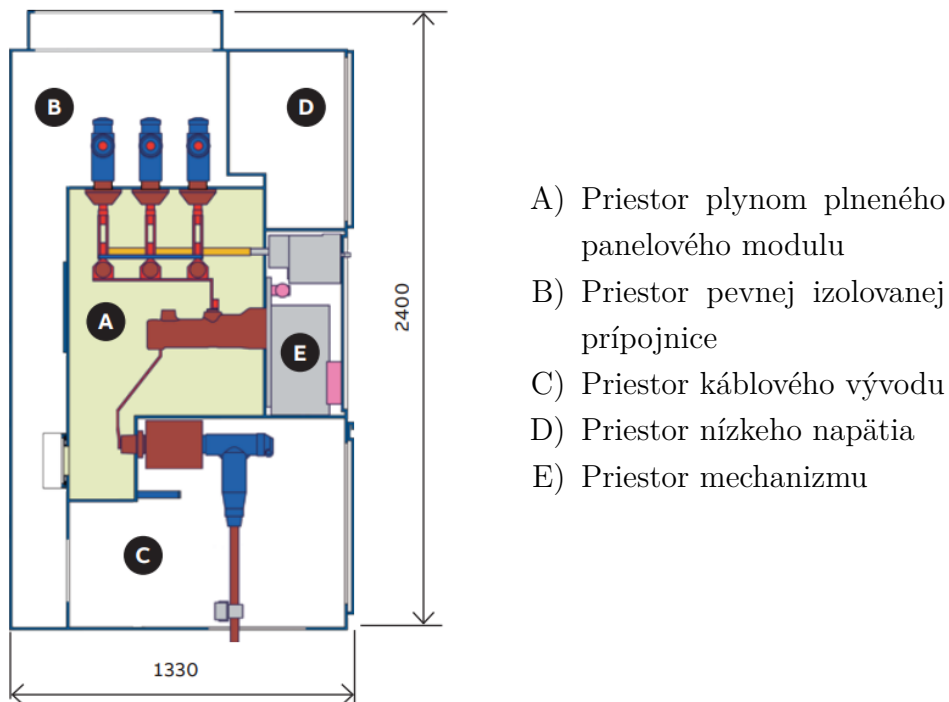 B
D
A
E
C
2400
1330
A) Priestor plynom plneného
panelového modulu
B) Priestor pevnej izolovanej
prípojnice
C) Priestor káblového vývodu
D) Priestor nízkeho napätia
E) Priestor mechanizmu